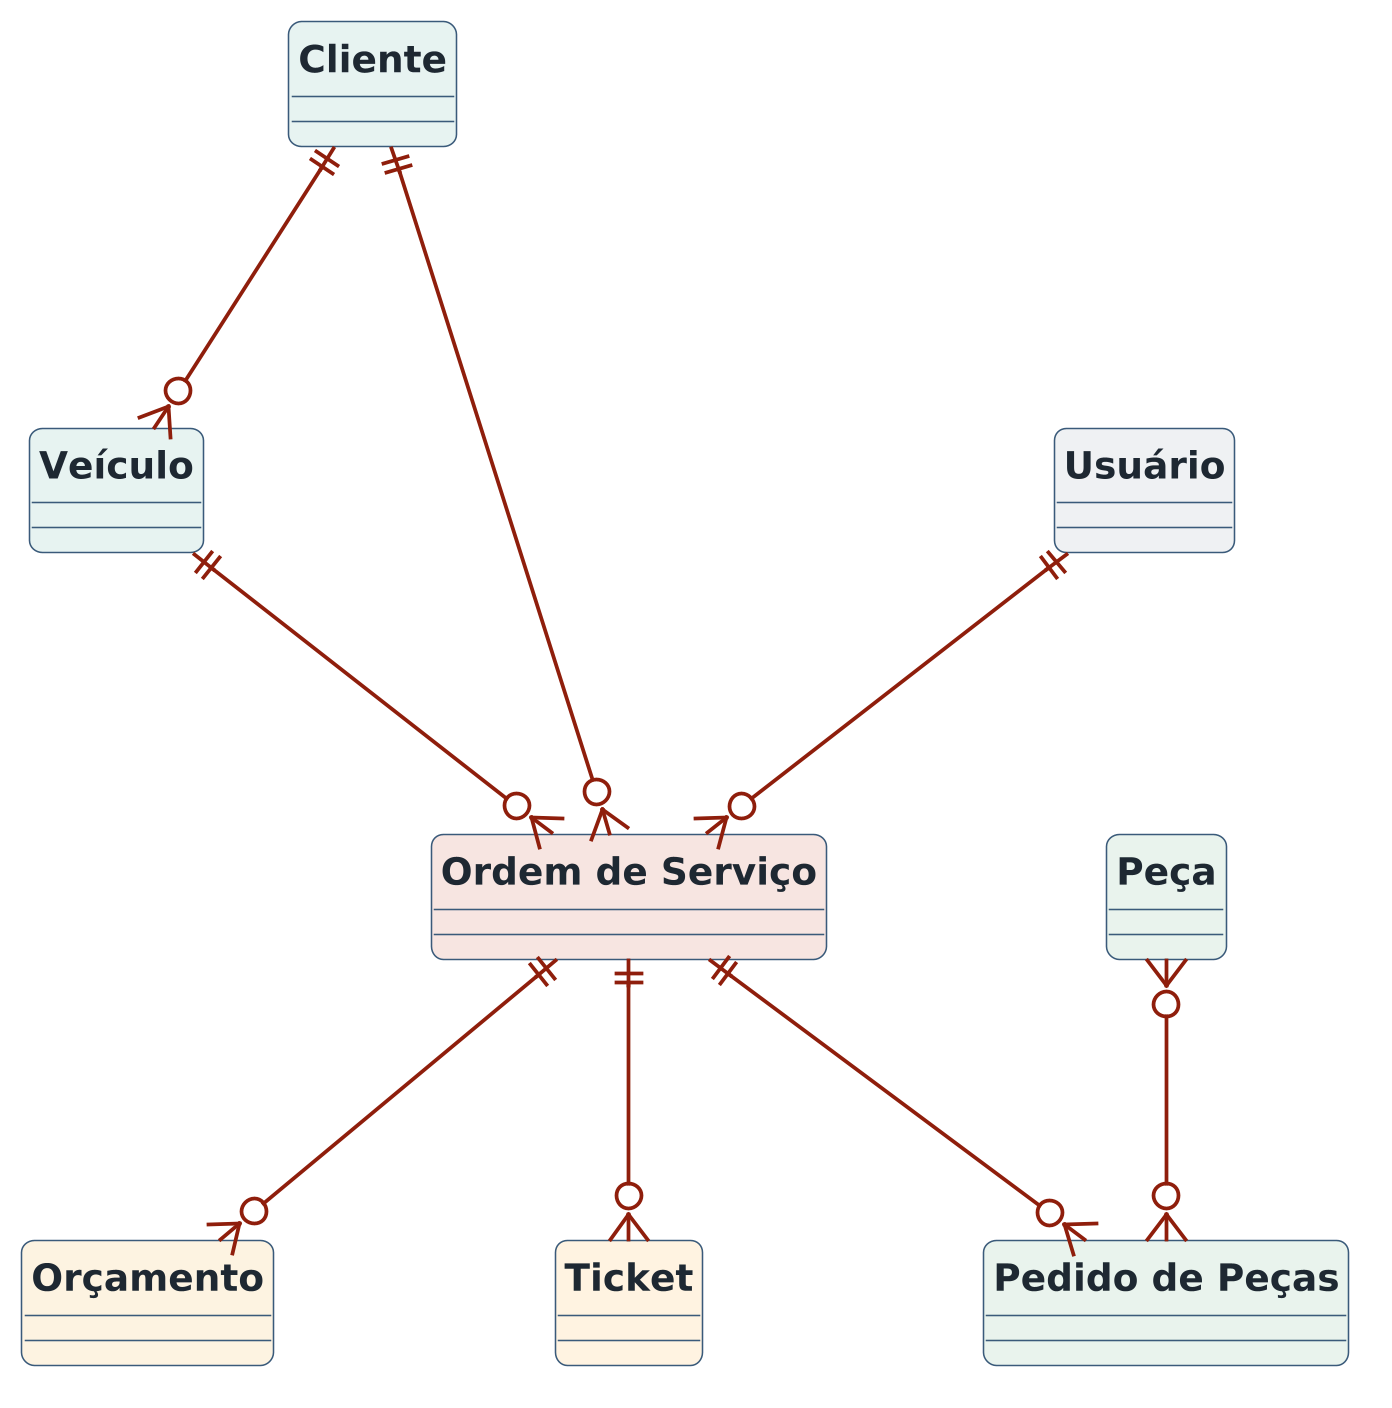 Cliente
Veículo
Usuário
Ordem de Serviço
Peça
Orçamento
Ticket
Pedido de Peças